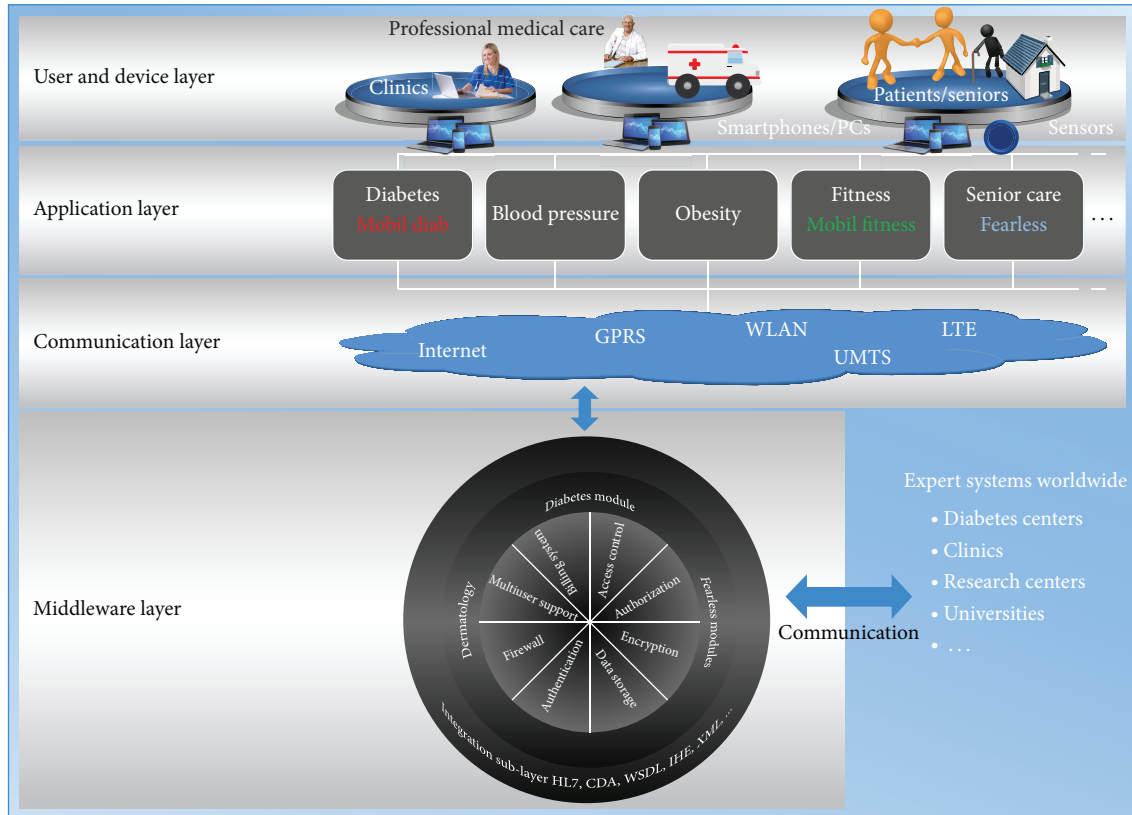 Professional medical care
User and device layer
Clinics
Patients/seniors
Smartphones/PCs
Sensors
Application layer
Diabetes
Mobil diab
Blood pressure
Obesity
Fitness
Mobil fitness
Senior care
Fearless
...
Communication layer
Internet
GPRS
WLAN
UMTS
LTE
Middleware layer
Diabetes module
Dermatology
Fearless modules
Billing system
Access control
Multiuser support
Authorization
Firewall
Encryption
Authentication
Data storage
Integration sub-layer HL7, CDA, WSDL, IHE, XML, ...
Communication
Expert systems worldwide
• Diabetes centers
• Clinics
• Research centers
• Universities
• ...